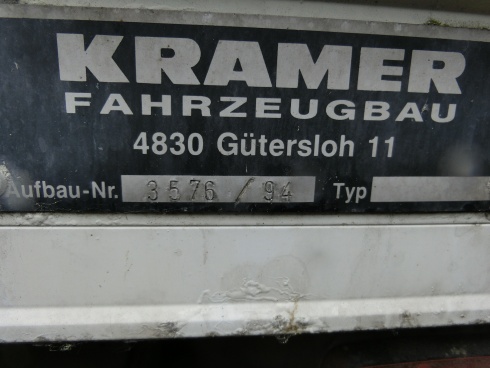 KRAMER
FAHRZEUGBAU
4830 Gütersloh 11
Aufbau-Nr. 3576/94 Typ